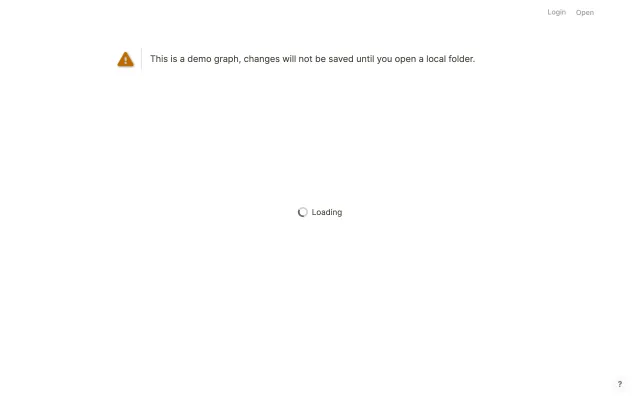 Login Open
This is a demo graph, changes will not be saved until you open a local folder.
Loading
?